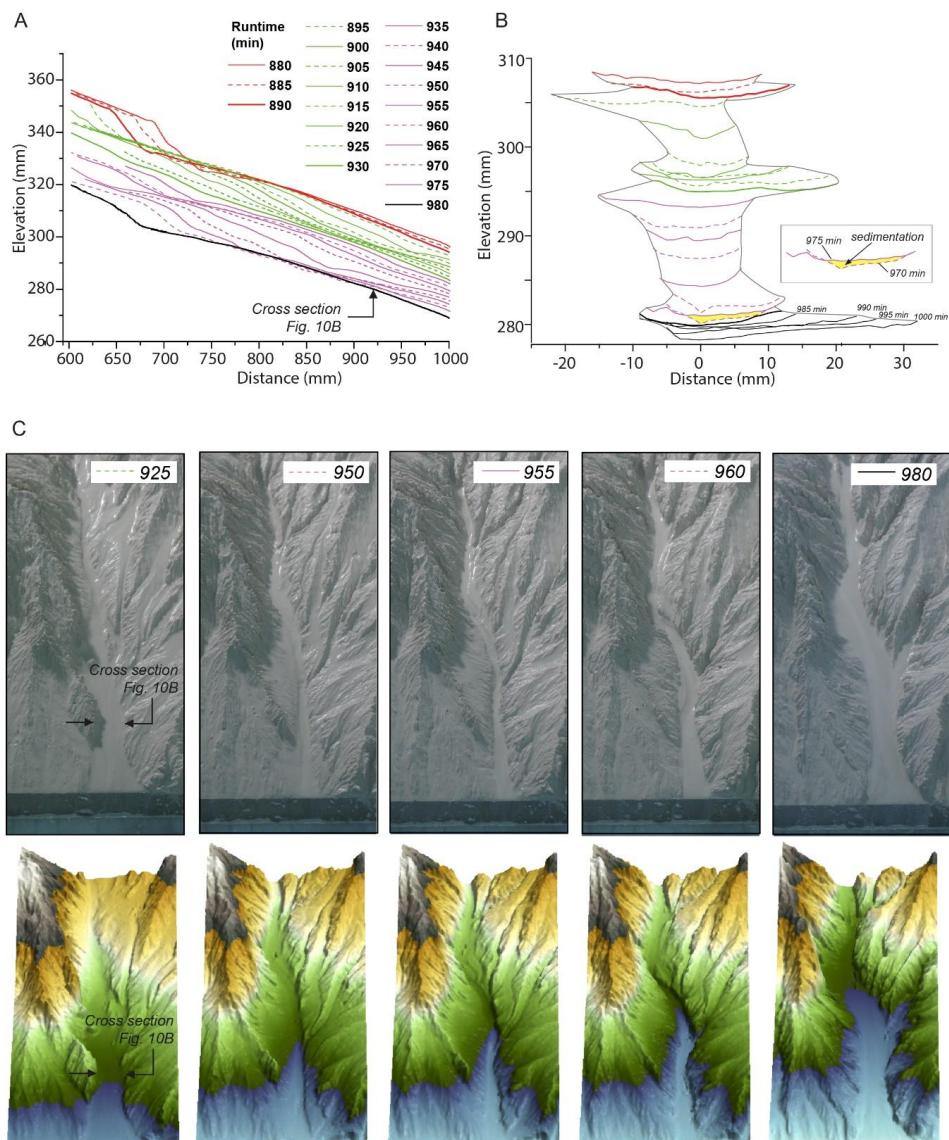 A
Runtime
(min)
880
885
890
895
900
905
910
915
920
925
930
935
940
945
950
955
960
965
970
975
980
Elevation (mm)
360
340
320
300
280
260
600
650
700
750
800
850
900
950
1000
Distance (mm)
Cross section
Fig. 10B
B
Elevation (mm)
310
300
290
280
-20
-10
0
10
20
30
Distance (mm)
975 min
sedimentation
970 min
985 min
990 min
995 min
1000 min
C
925
950
955
960
980
Cross section
Fig. 10B
Cross section
Fig. 10B